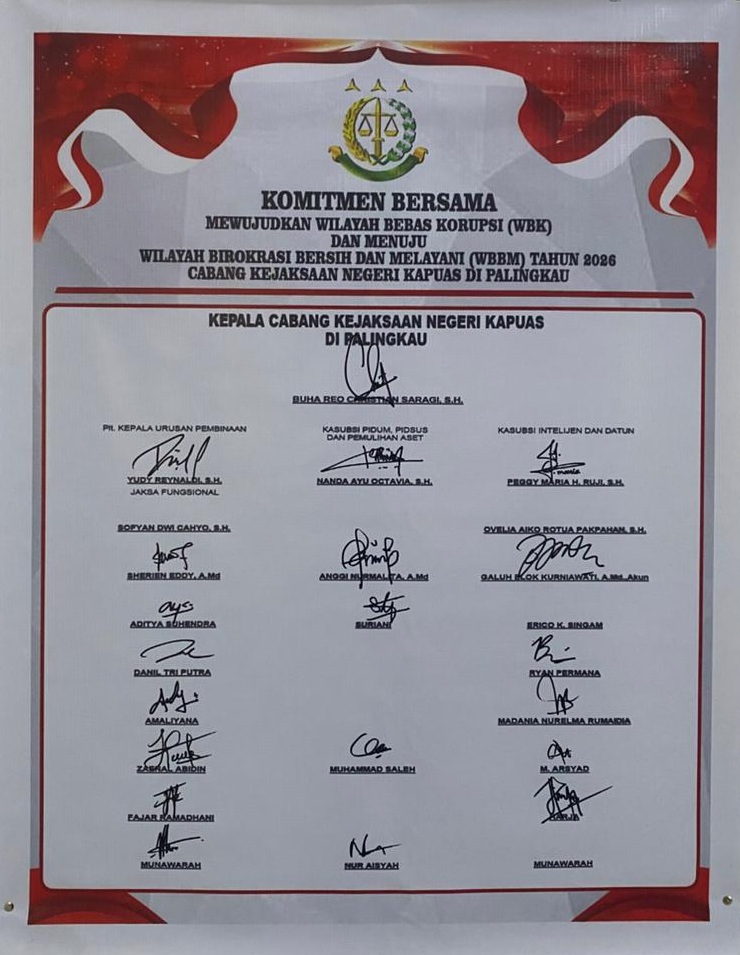 KOMITMEN BERSAMA
MEWUJUDKAN WILAYAH BEBAS KORUPSI (WBK)
DAN MENUJU
WILAYAH BIROKRASI BERSIH DAN MELAYANI (WBBM) TAHUN 2026
CABANG KEJAKSAAN NEGERI KAPUAS DI PALINGKAU
KEPALA CABANG KEJAKSAAN NEGERI KAPUAS
DI PALINGKAU
BUHA REO CHRISTIAN SARAGI, S.H.
Plt. KEPALA URUSAN PEMBINAAN
KASUBSI PIDUM, PIDSUS
DAN PEMULIHAN ASET
KASUBSI INTELIJEN DAN DATUN
YUDY REYNALDI, S.H.
NANDA AYU OCTAVIA, S.H.
PEGGY MARIA H. RUJI, S.H.
JAKSA FUNGSIONAL
SOFYAN DWI CAHYO, S.H.
OVELIA AIKO ROTUA PAKPAHAN, S.H.
SHERIEN EDDY, A.Md
ANGGI NURMALITA, A.Md
GALUH ELOK KURNIAWATI, A.Md.,Akun
ADITYA SUHENDRA
SURIANI
ERICO K. SINGAM
DANIL TRI PUTRA
RYAN PERMANA
AMALIYANA
MADANIA NURELMA RUMAIDIA
ZAENAL ABIDIN
MUHAMMAD SALEH
M. ARSYAD
FAJAR RAMADHANI
MUNAWARAH
NUR AISYAH
MUNAWARAH